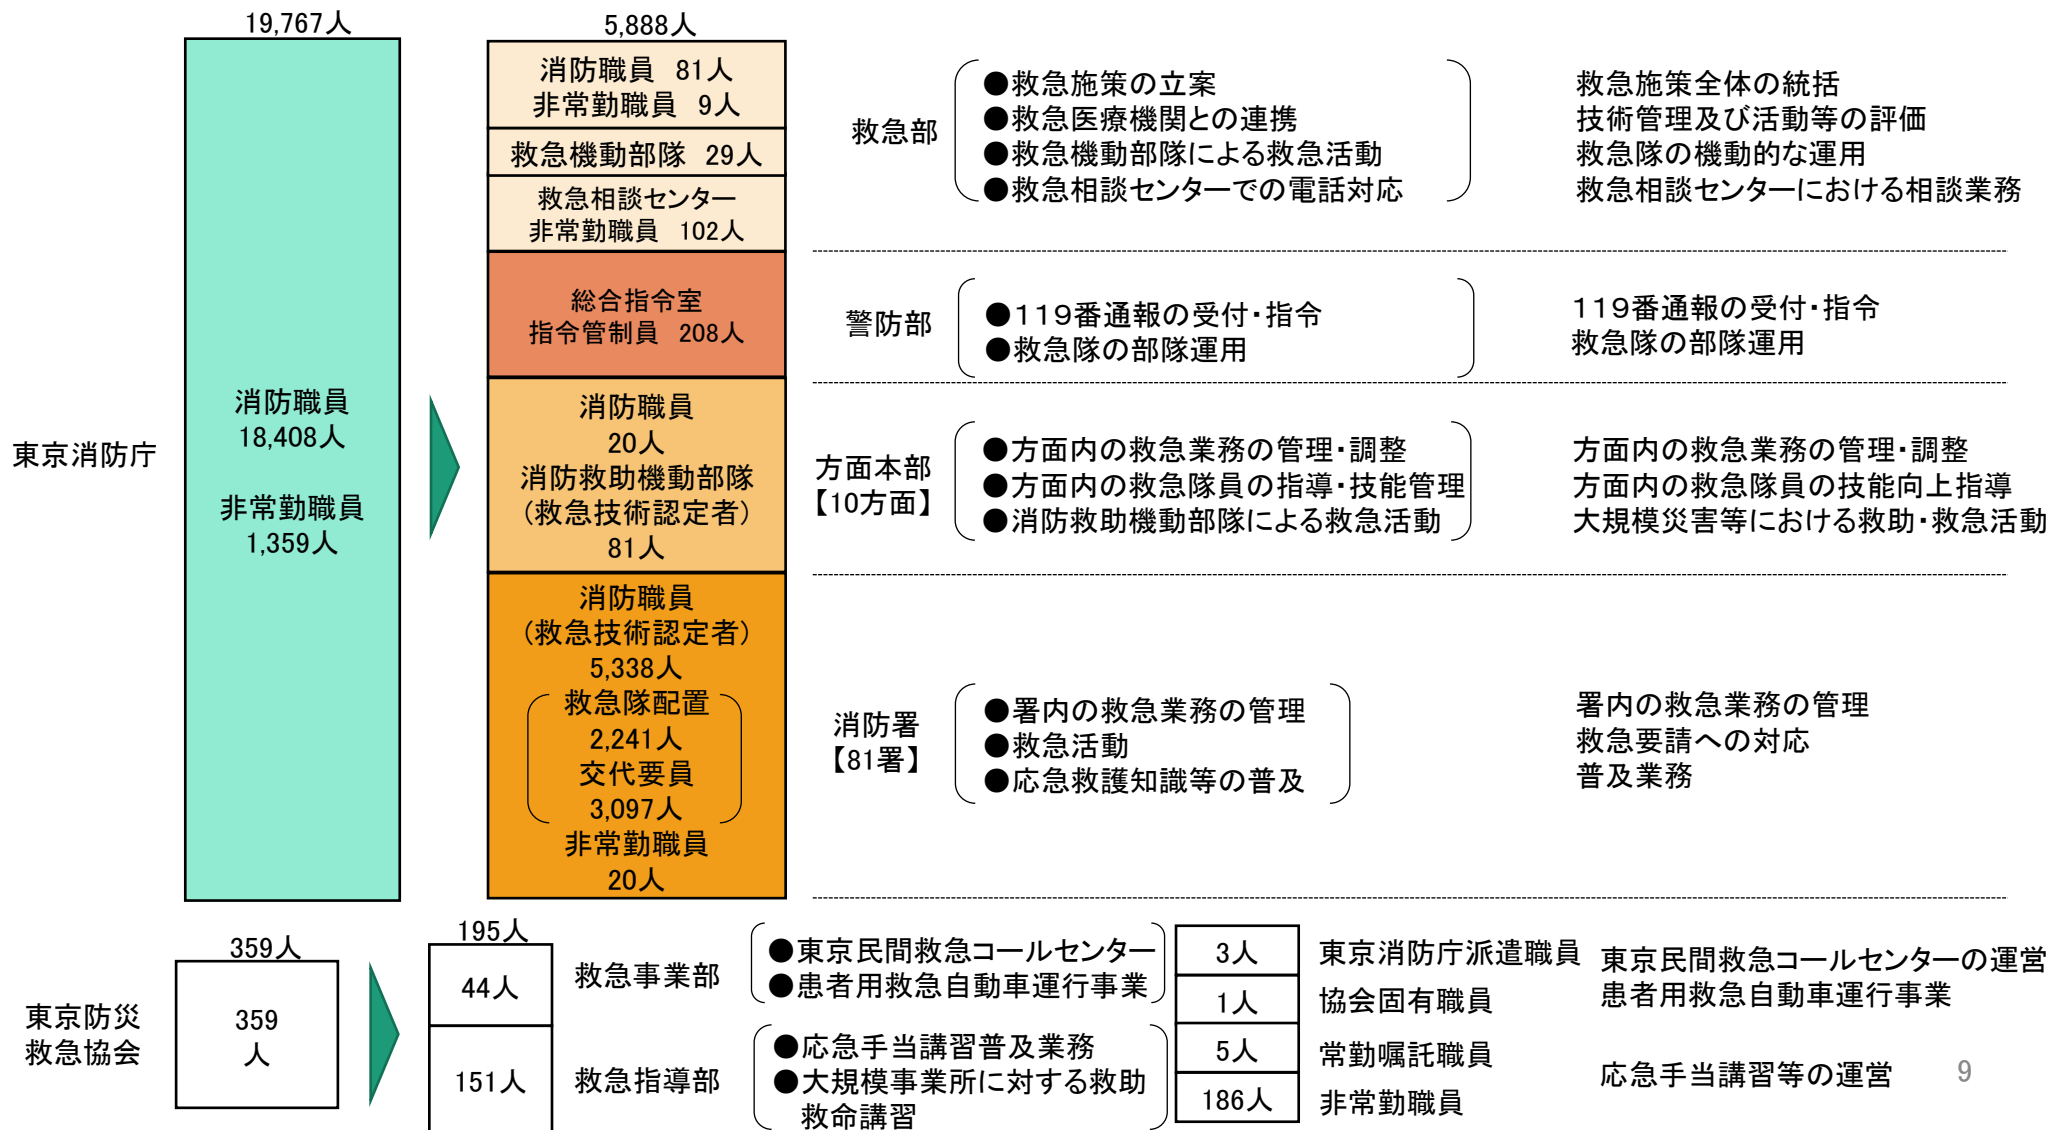 東京消防庁
19,767人
消防職員
18,408人
非常勤職員
1,359人
5,888人
消防職員 81人
非常勤職員 9人
救急機動部隊 29人
救急相談センター
非常勤職員 102人
救急部
●救急施策の立案
●救急医療機関との連携
●救急機動部隊による救急活動
●救急相談センターでの電話対応
救急施策全体の統括
技術管理及び活動等の評価
救急隊の機動的な運用
救急相談センターにおける相談業務
総合指令室
指令管制員 208人
警防部
●119番通報の受付・指令
●救急隊の部隊運用
119番通報の受付・指令
救急隊の部隊運用
消防職員
20人
消防救助機動部隊
(救急技術認定者)
81人
方面本部
【10方面】
●方面内の救急業務の管理・調整
●方面内の救急隊員の指導・技能管理
●消防救助機動部隊による救急活動
方面内の救急業務の管理・調整
方面内の救急隊員の技能向上指導
大規模災害等における救助・救急活動
消防職員
(救急技術認定者)
5,338人
救急隊配置
2,241人
交代要員
3,097人
非常勤職員
20人
消防署
【81署】
●署内の救急業務の管理
●救急活動
●応急救護知識等の普及
署内の救急業務の管理
救急要請への対応
普及業務
東京防災
救急協会
359人
359
人
195人
44人
救急事業部
●東京民間救急コールセンター
●患者用救急自動車運行事業
151人
救急指導部
●応急手当講習普及業務
●大規模事業所に対する救助
救命講習
3人
東京消防庁派遣職員
1人
協会固有職員
5人
常勤嘱託職員
186人
非常勤職員
東京民間救急コールセンターの運営
患者用救急自動車運行事業
応急手当講習等の運営
9